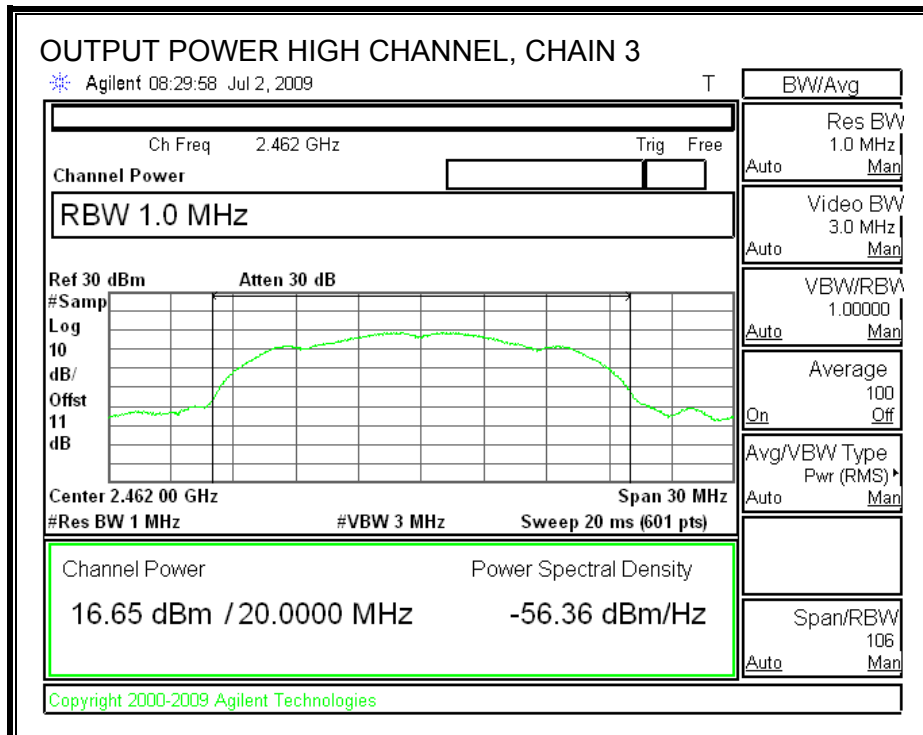 OUTPUT POWER HIGH CHANNEL, CHAIN 3
Agilent 08:29:58 Jul 2, 2009 T
Ch Freq 2.462 GHz Trig Free
Channel Power
RBW 1.0 MHz
Ref 30 dBm Atten 30 dB
#Samp
Log
10
dB/
Offst
11
dB
Center 2.462 00 GHz Span 30 MHz
#Res BW 1 MHz #VBW 3 MHz Sweep 20 ms (601 pts)
Channel Power Power Spectral Density
16.65 dBm / 20.0000 MHz -56.36 dBm/Hz
Copyright 2000-2009 Agilent Technologies
BW/Avg
Res BW
1.0 MHz
Auto Man
Video BW
3.0 MHz
Auto Man
VBW/RBW
1.00000
Auto Man
Average
100
On Off
Avg/VBW Type
Pwr (RMS)
Auto Man
Span/RBW
106
Auto Man